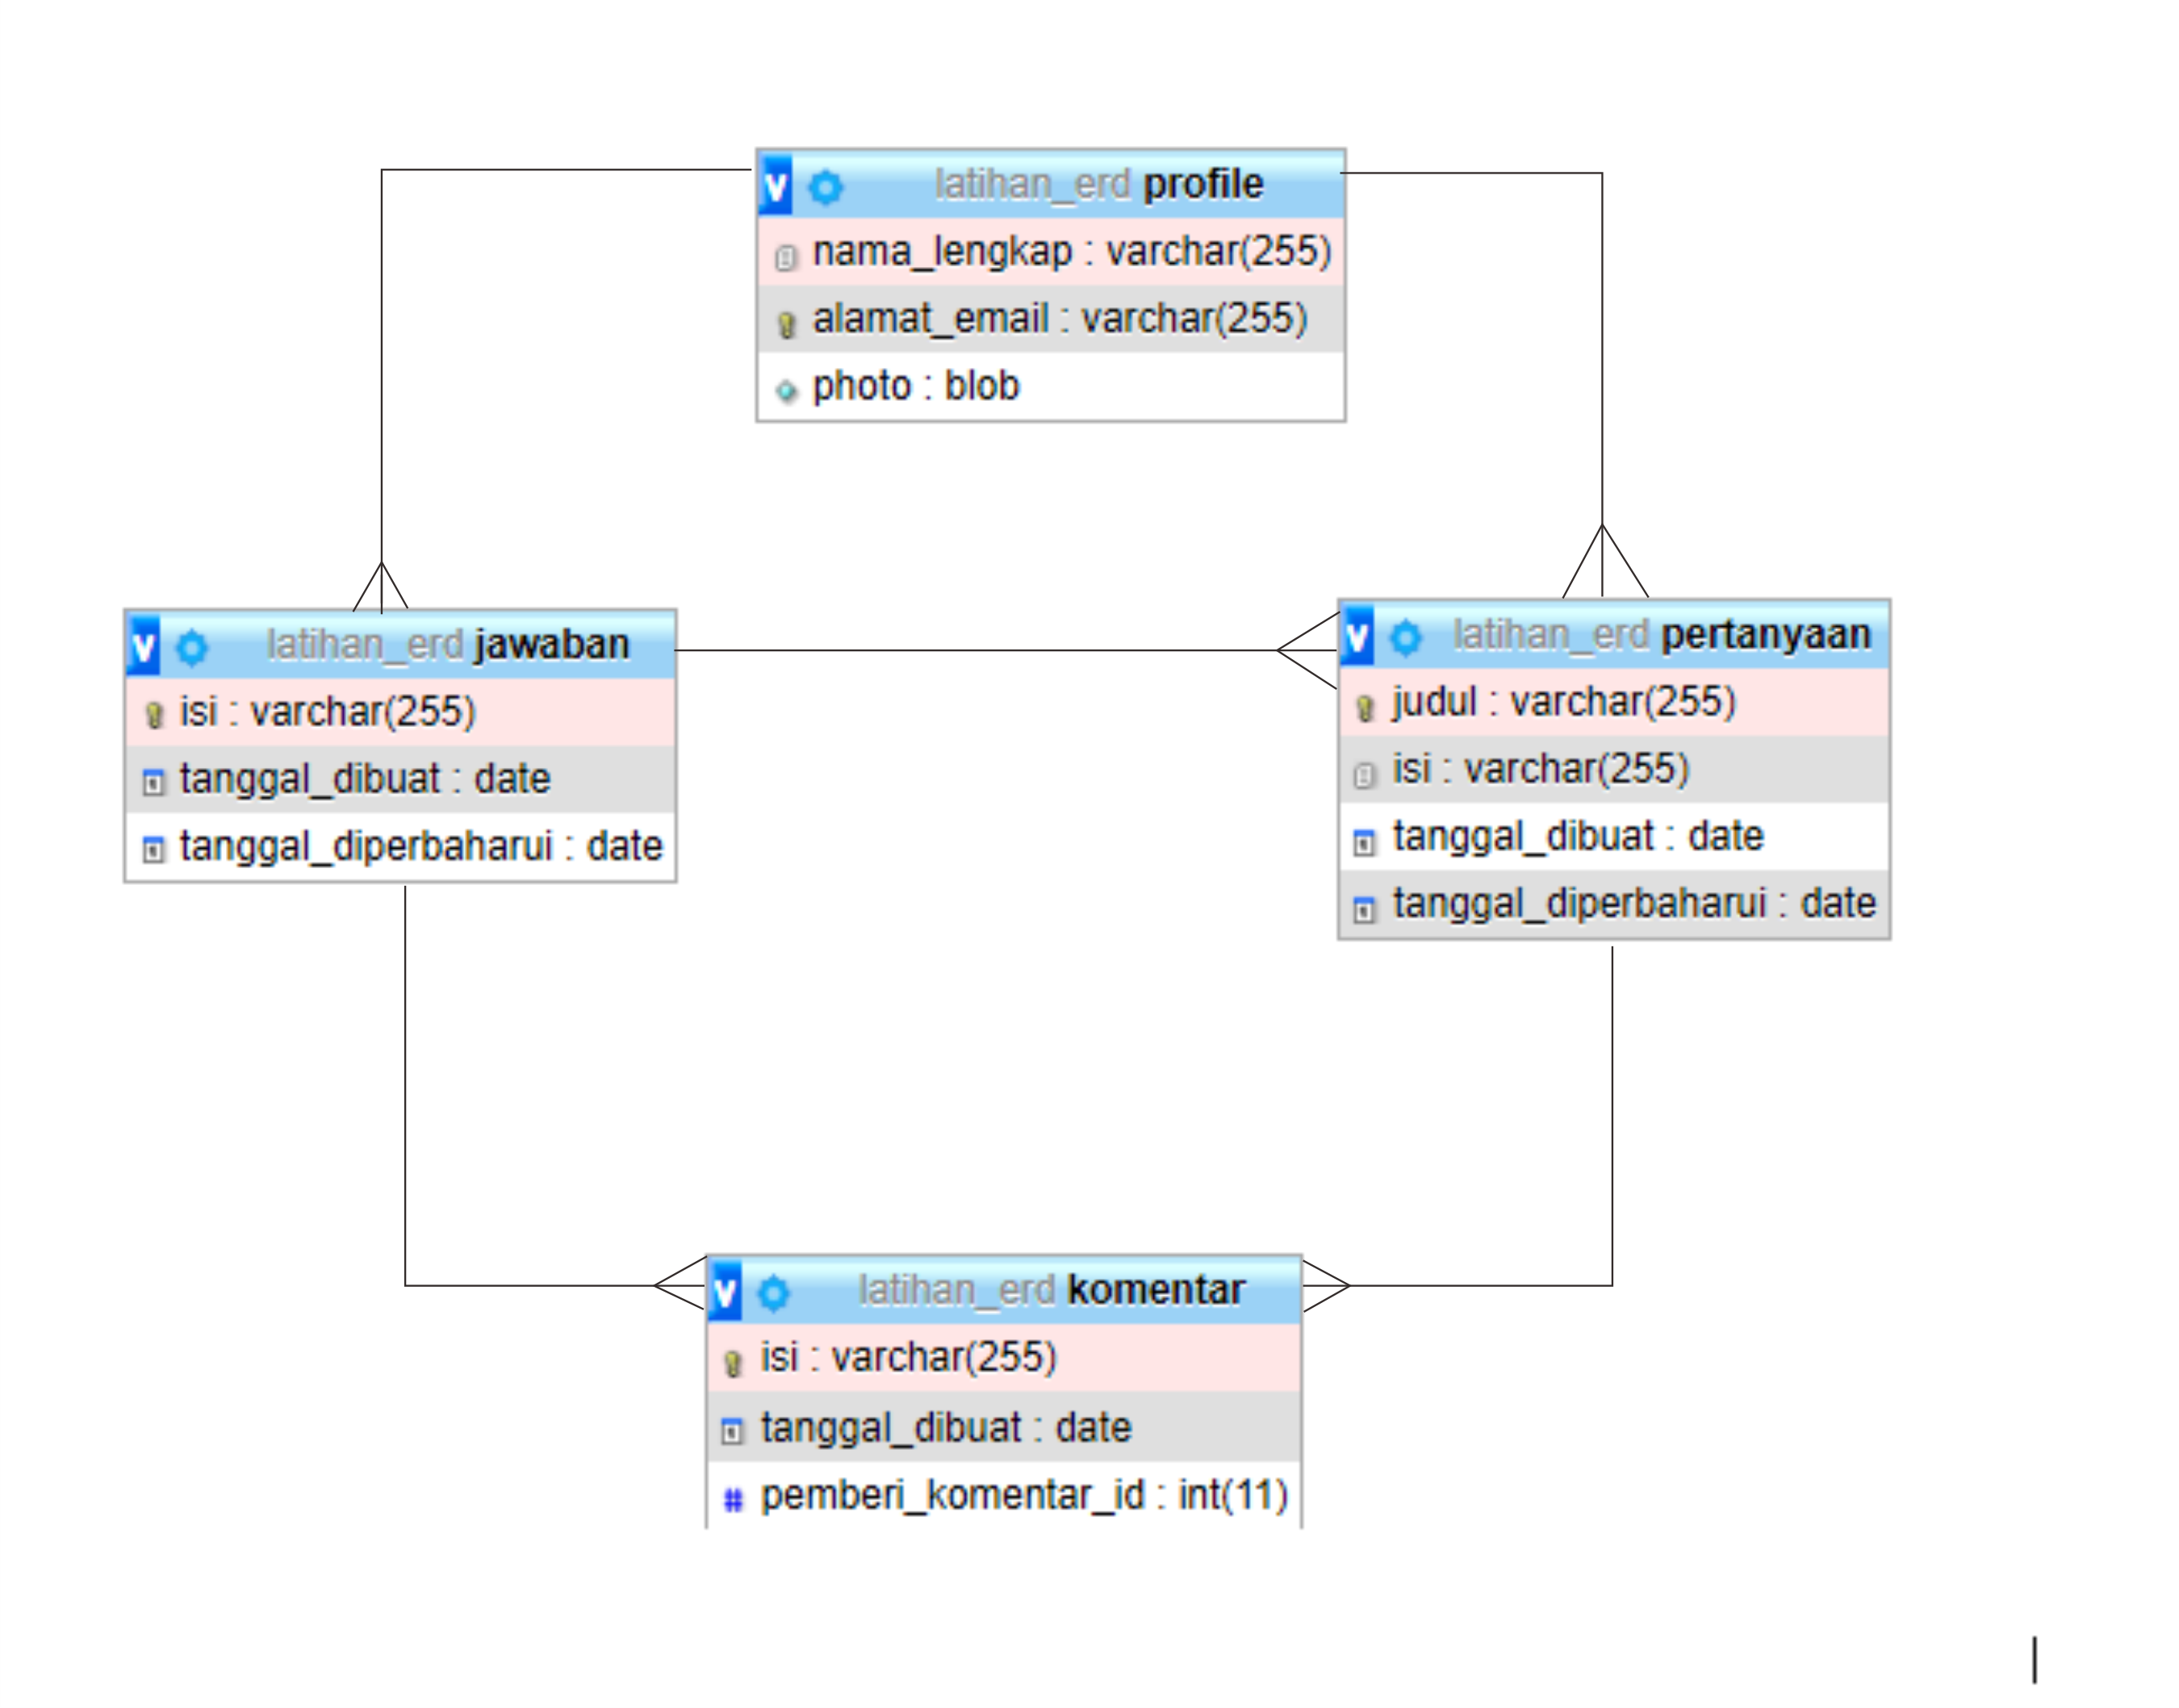 latihan_erd profile
nama_lengkap : varchar(255)
alamat_email : varchar(255)
photo : blob
latihan_erd jawaban
isi : varchar(255)
tanggal_dibuat : date
tanggal_diperbaharui : date
latihan_erd pertanyaan
judul : varchar(255)
isi : varchar(255)
tanggal_dibuat : date
tanggal_diperbaharui : date
latihan_erd komentar
isi : varchar(255)
tanggal_dibuat : date
pemberi_komentar_id : int(11)